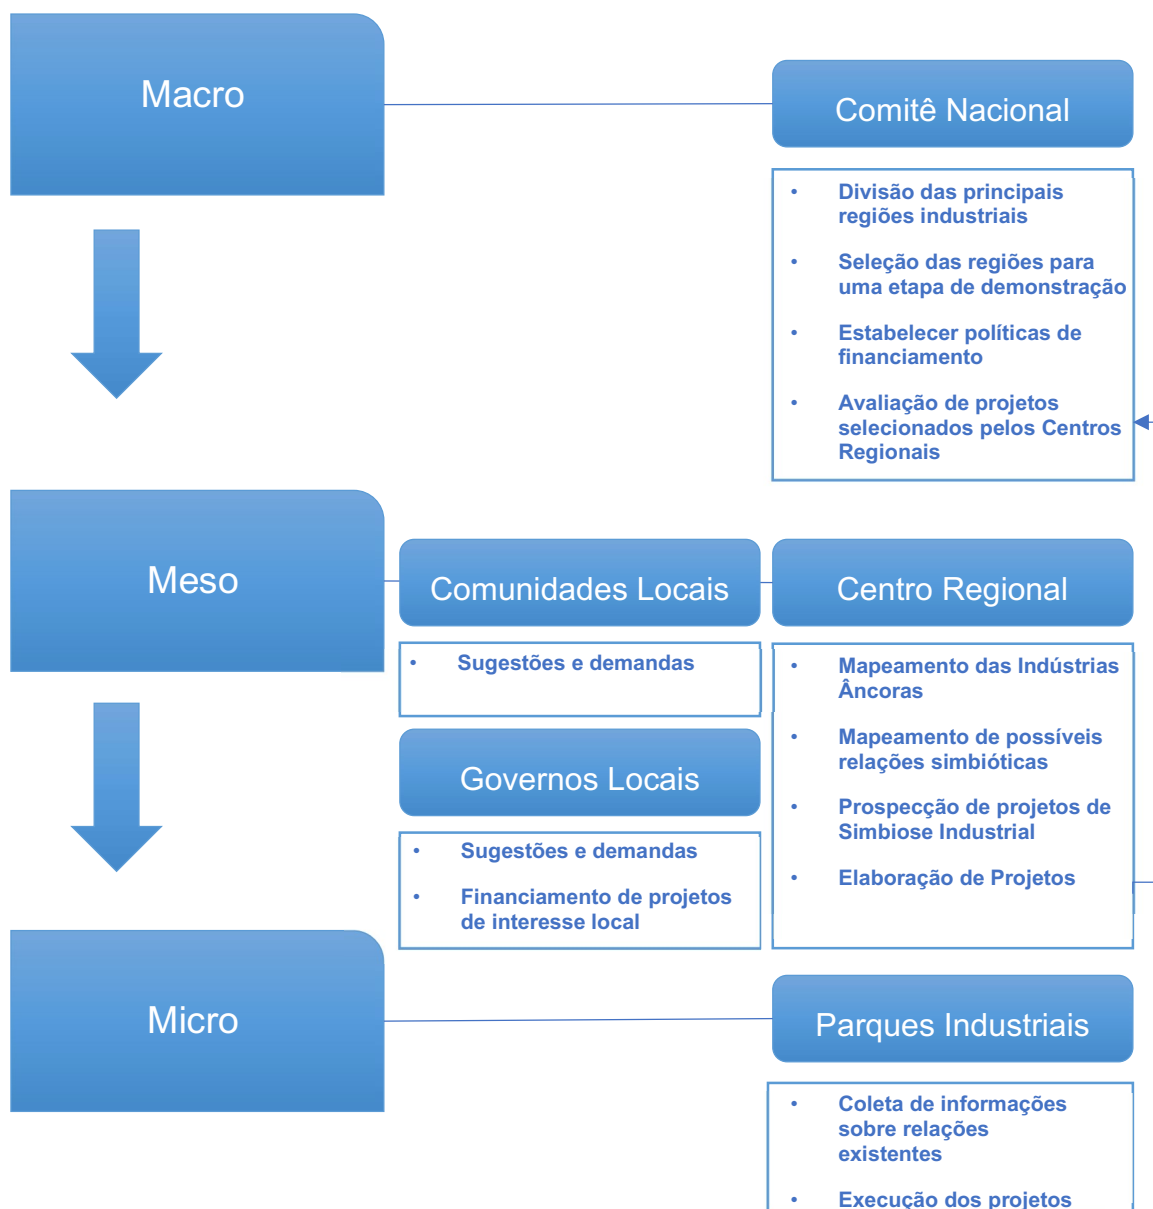 Macro
Comitê Nacional
• Divisão das principais
regiões industriais
• Seleção das regiões para
uma etapa de demonstração
• Estabelecer políticas de
financiamento
• Avaliação de projetos
selecionados pelos Centros
Regionais
Meso
Comunidades Locais
• Sugestões e demandas
Governos Locais
• Sugestões e demandas
• Financiamento de projetos
de interesse local
Centro Regional
• Mapeamento das Indústrias
Âncoras
• Mapeamento de possíveis
relações simbióticas
• Prospecção de projetos de
Simbiose Industrial
• Elaboração de Projetos
Micro
Parques Industriais
• Coleta de informações
sobre relações
existentes
• Execução dos projetos